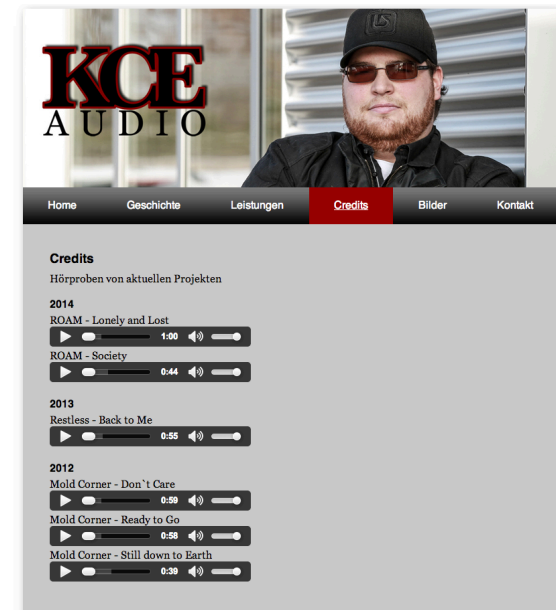 KCE
AUDIO
Home Geschichte Leistungen Credits Bilder Kontakt
Credits
Hörproben von aktuellen Projekten
2014
ROAM - Lonely and Lost
1:00
ROAM - Society
0:44
2013
Restless - Back to Me
0:55
2012
Mold Corner - Don`t Care
0:59
Mold Corner - Ready to Go
0:58
Mold Corner - Still down to Earth
0:39